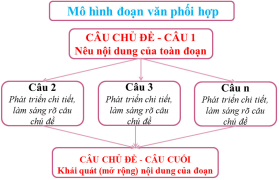 Mô hình đoạn văn phối hợp
CÂU CHỦ ĐỀ - CÂU 1
Nêu nội dung của toàn đoạn
Câu 2
Phát triển chi tiết,
làm sáng rõ câu
chủ đề
Câu 3
Phát triển chi tiết,
làm sáng rõ câu
chủ đề
Câu n
Phát triển chi tiết,
làm sáng rõ câu
chủ đề
CÂU CHỦ ĐỀ - CÂU CUỐI
Khái quát (mở rộng) nội dung của đoạn